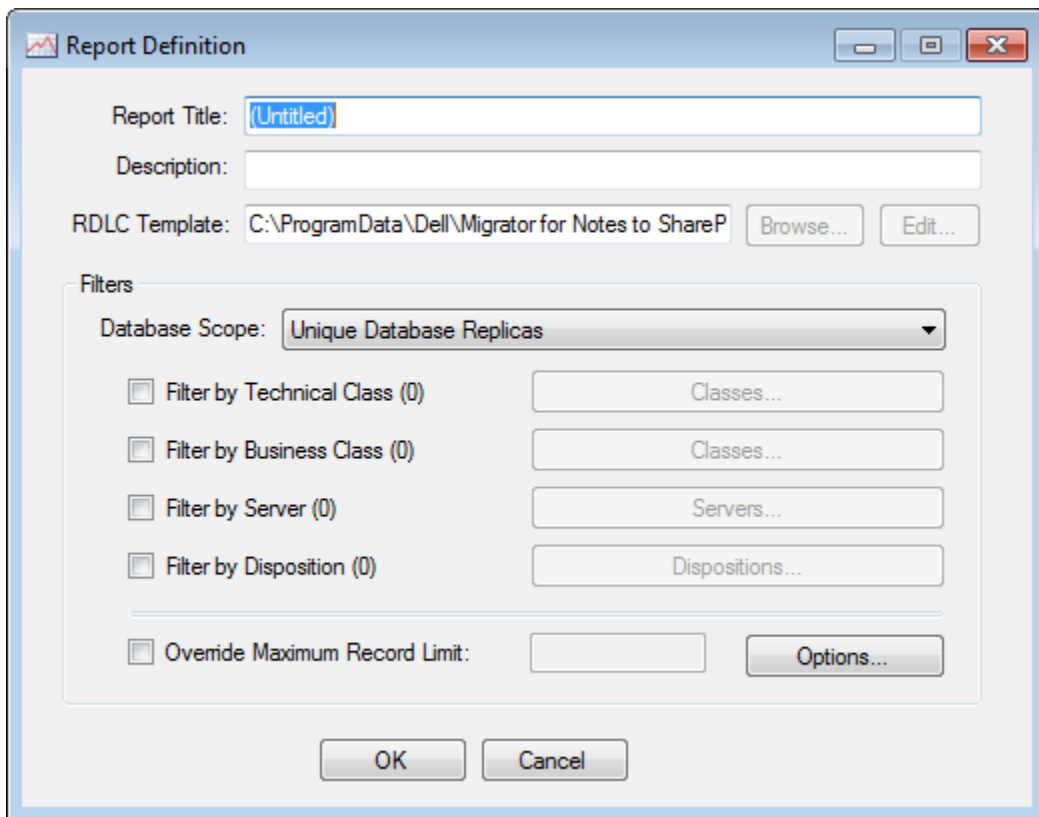 Report Definition
Report Title: (Untitled)
Description:
RDLC Template: C:\ProgramData\Dell\Migrator for Notes to ShareP Browse... Edit...
Filters
Database Scope: Unique Database Replicas
Filter by Technical Class (0) Classes...
Filter by Business Class (0) Classes...
Filter by Server (0) Servers...
Filter by Disposition (0) Dispositions...
Override Maximum Record Limit: Options...
OK Cancel